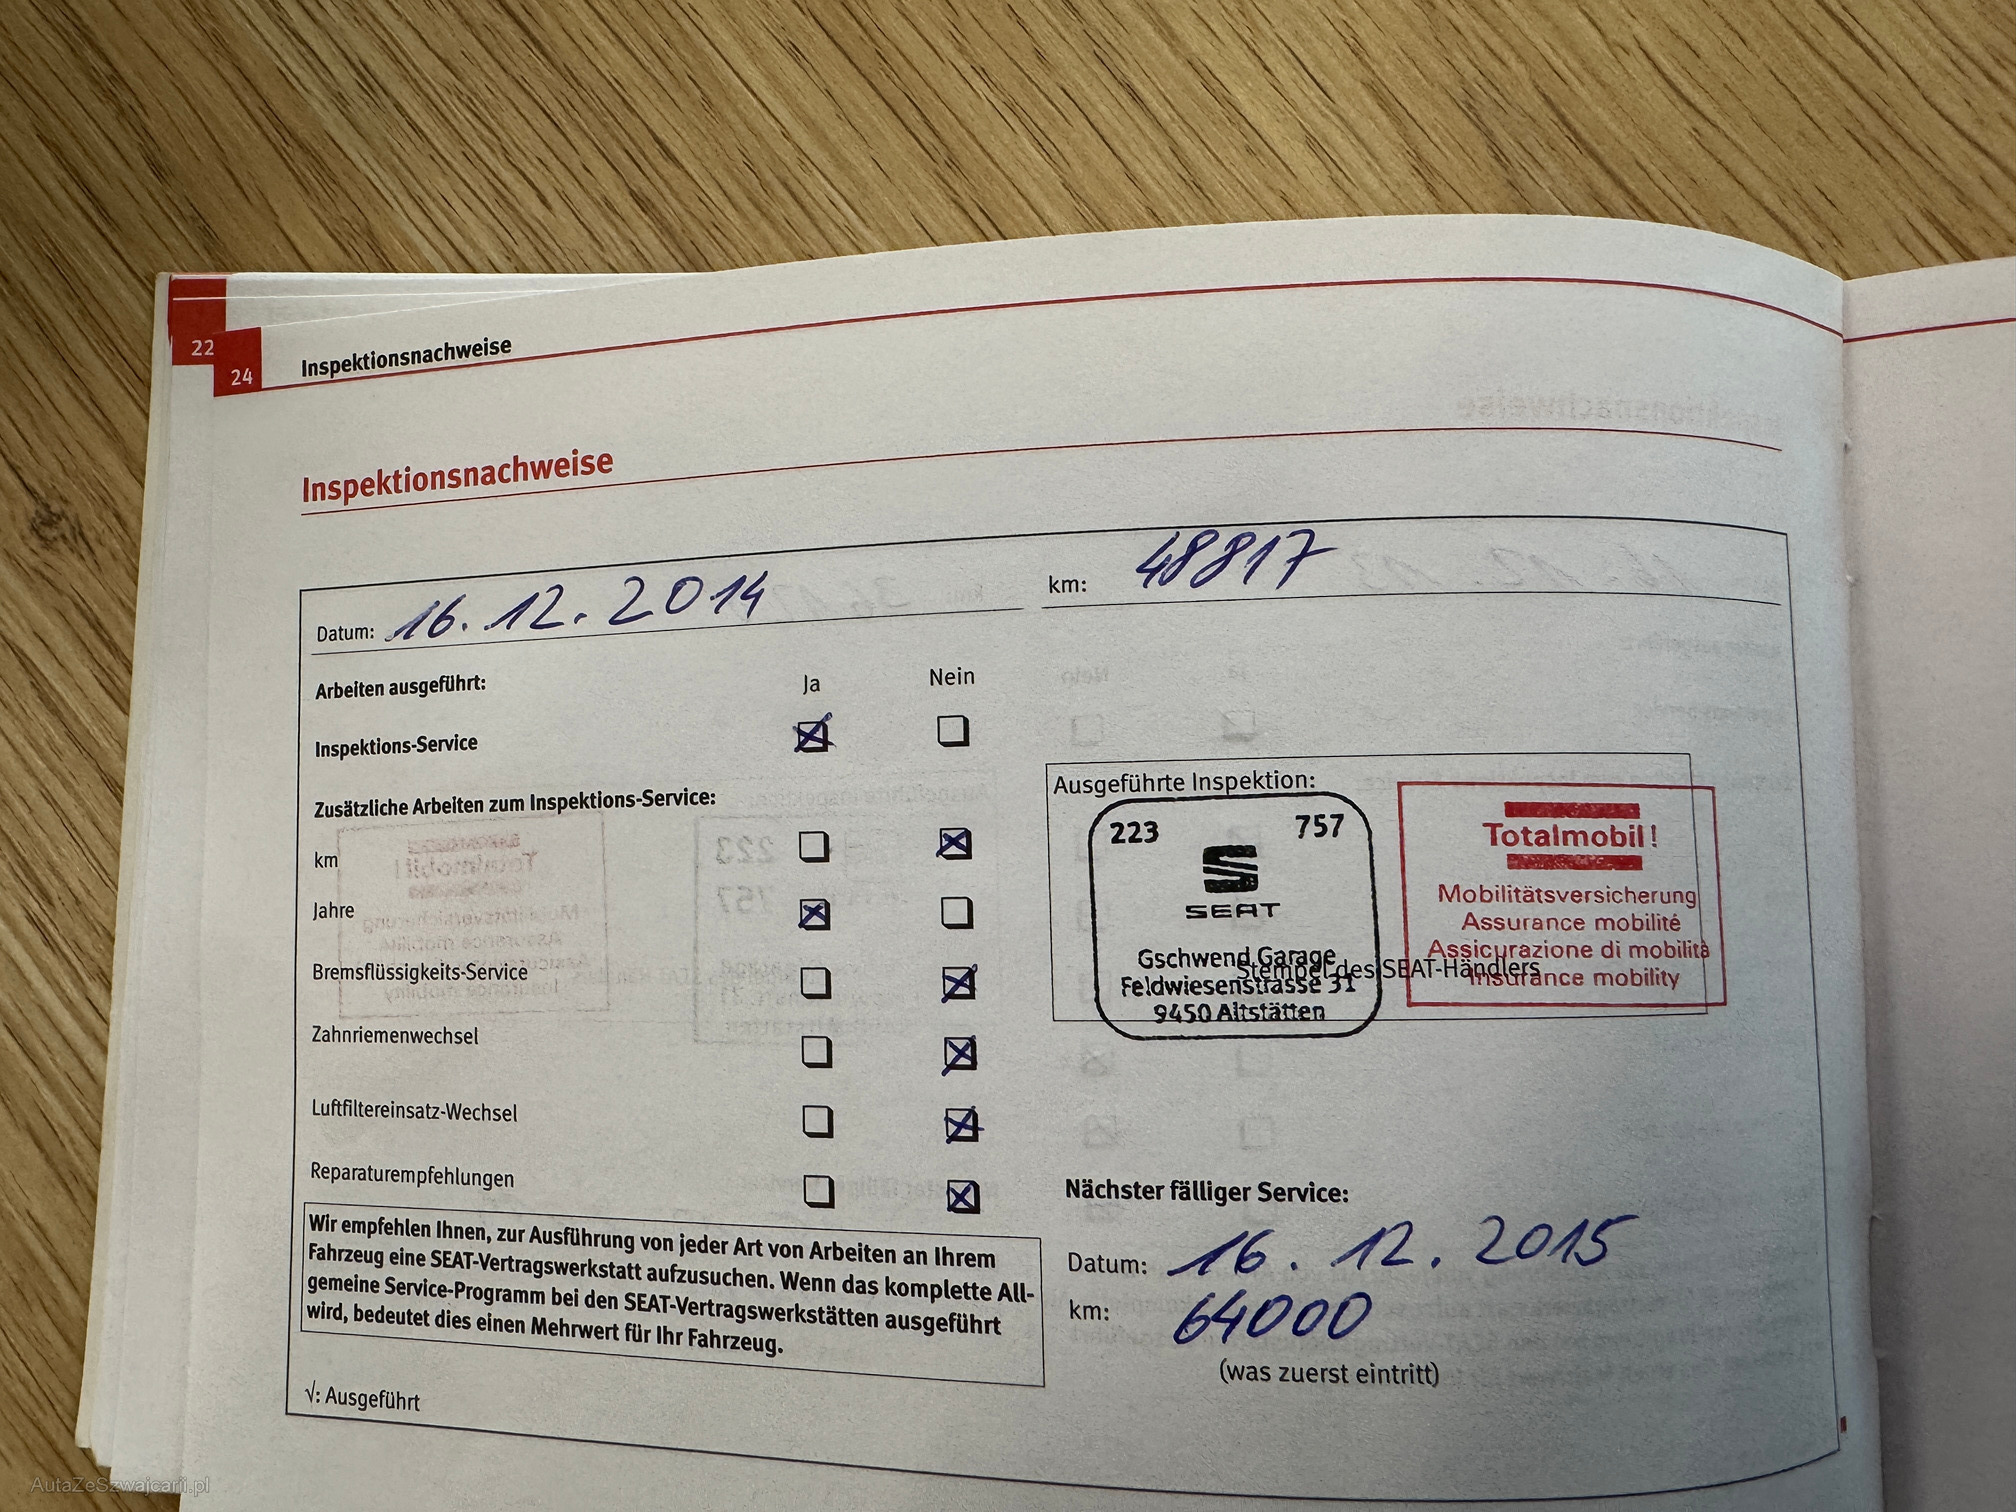 22
24
Inspektionsnachweise
Inspektionsnachweise
Datum: 16.12.2014
km: 48817
Arbeiten ausgeführt:
Ja
Nein
Inspektions-Service
Zusätzliche Arbeiten zum Inspektions-Service:
km
Jahre
Bremsflüssigkeits-Service
Zahnriemenwechsel
Luftfiltereinsatz-Wechsel
Reparaturempfehlungen
Wir empfehlen Ihnen, zur Ausführung von jeder Art von Arbeiten an Ihrem
Fahrzeug eine SEAT-Vertragswerkstatt aufzusuchen. Wenn das komplette All-
gemeine Service-Programm bei den SEAT-Vertragswerkstätten ausgeführt
wird, bedeutet dies einen Mehrwert für Ihr Fahrzeug.
√: Ausgeführt
Ausgeführte Inspektion:
223 757
SEAT
Gschwend Garage
Feldwiesenstrasse 31
9450 Altstätten
Stempel des SEAT-Händlers
Totalmobil!
Mobilitätsversicherung
Assurance mobilité
Assicurazione di mobilità
Insurance mobility
Nächster fälliger Service:
Datum: 16.12.2015
km: 64000
(was zuerst eintritt)
AutaZeSzwajcarii.pl